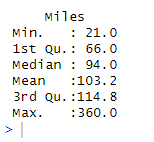 Miles
Min. : 21.0
1st Qu.: 66.0
Median : 94.0
Mean :103.2
3rd Qu.:114.8
Max. :360.0
>